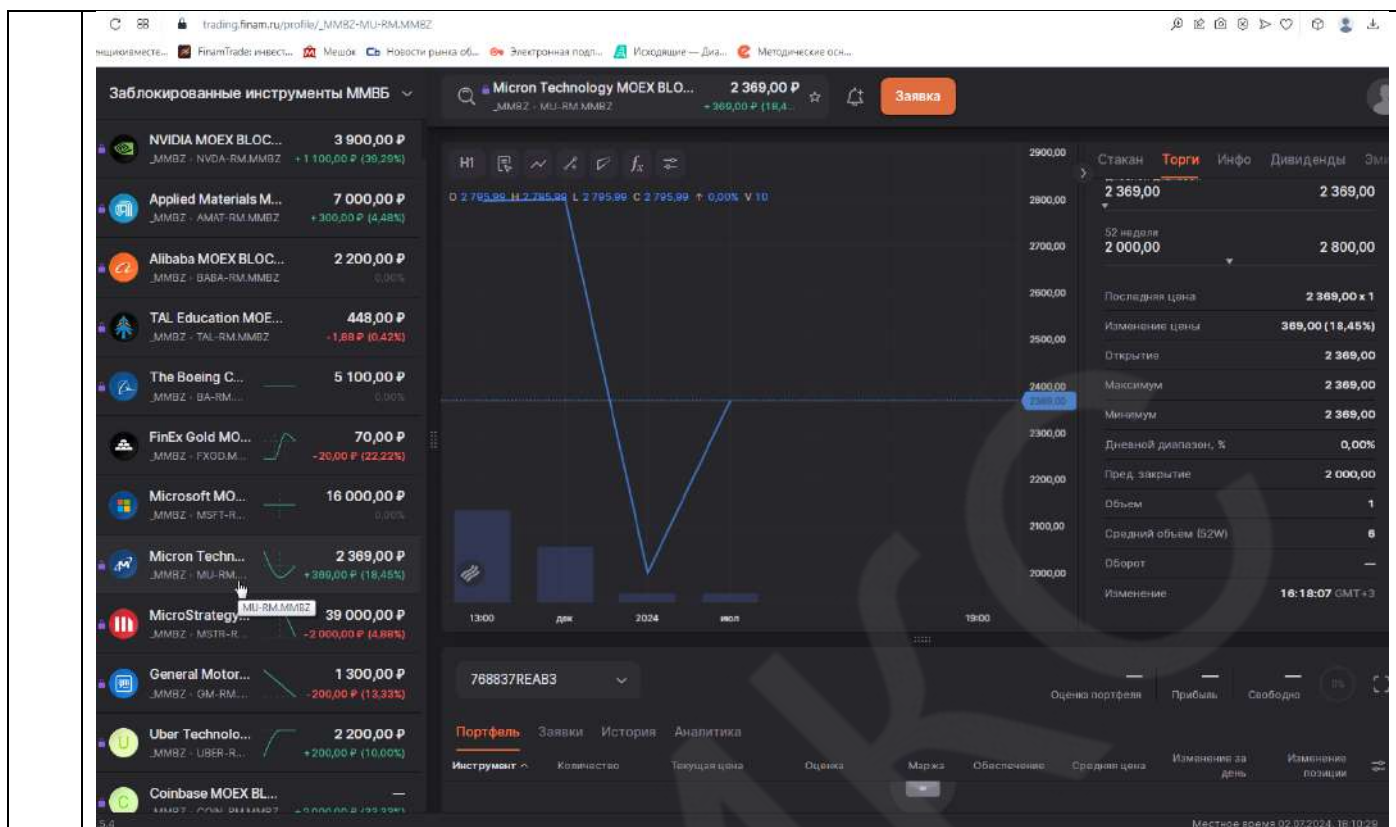 trading.finam.ru/profile/_MMBZ-MU-RM.MMBZ
FinamTrade: инвест... Мешок Новости рынка об... Электронная подп... Исходящие — Диа... Методические осн...
Заблокированные инструменты ММВБ
Micron Technology MOEX BLO... 2 369,00 ₽
_MMBZ · MU-RM.MMBZ +369,00 ₽ (18,4...
Заявка
NVIDIA MOEX BLOC... 3 900,00 ₽
_MMBZ · NVDA-RM.MMBZ +1 100,00 ₽ (39,29%)
Applied Materials M... 7 000,00 ₽
_MMBZ · AMAT-RM.MMBZ +300,00 ₽ (4,48%)
Alibaba MOEX BLOC... 2 200,00 ₽
_MMBZ · BABA-RM.MMBZ 0,00%
TAL Education MOE... 448,00 ₽
_MMBZ · TAL-RM.MMBZ -1,88 ₽ (0,42%)
The Boeing C... 5 100,00 ₽
_MMBZ · BA-RM.... 0,00%
FinEx Gold MO... 70,00 ₽
_MMBZ · FXGD.M... -20,00 ₽ (22,22%)
Microsoft MO... 16 000,00 ₽
_MMBZ · MSFT-R... 0,00%
Micron Techn... 2 369,00 ₽
_MMBZ · MU-RM.... +369,00 ₽ (18,45%)
MU-RM.MMBZ
MicroStrategy... 39 000,00 ₽
_MMBZ · MSTR-R... -2 000,00 ₽ (4,88%)
General Motor... 1 300,00 ₽
_MMBZ · GM-RM.... -200,00 ₽ (13,33%)
Uber Technolo... 2 200,00 ₽
_MMBZ · UBER-R... +200,00 ₽ (10,00%)
Coinbase MOEX BL... —
5.4
H1
O 2 795,99 H 2 795,99 L 2 795,99 C 2 795,99 ↑ 0,00% V 10
2900,00
2800,00
2700,00
2600,00
2500,00
2400,00
2369,00
2300,00
2200,00
2100,00
2000,00
13:00 дек 2024 июл 19:00
Стакан Торги Инфо Дивиденды
2 369,00 2 369,00
52 недели
2 000,00 2 800,00
Последняя цена 2 369,00 x 1
Изменение цены 369,00 (18,45%)
Открытие 2 369,00
Максимум 2 369,00
Минимум 2 369,00
Дневной диапазон, % 0,00%
Пред. закрытие 2 000,00
Объем 1
Средний объем (52W) 6
Оборот —
Изменение 16:18:07 GMT+3
768837REAB3
Оценка портфеля Прибыль Свободно 0%
Портфель Заявки История Аналитика
Инструмент Количество Текущая цена Оценка Маржа Обеспечение Средняя цена Изменение за день Изменение позиции
Местное время 02.07.2024, 18:10:29